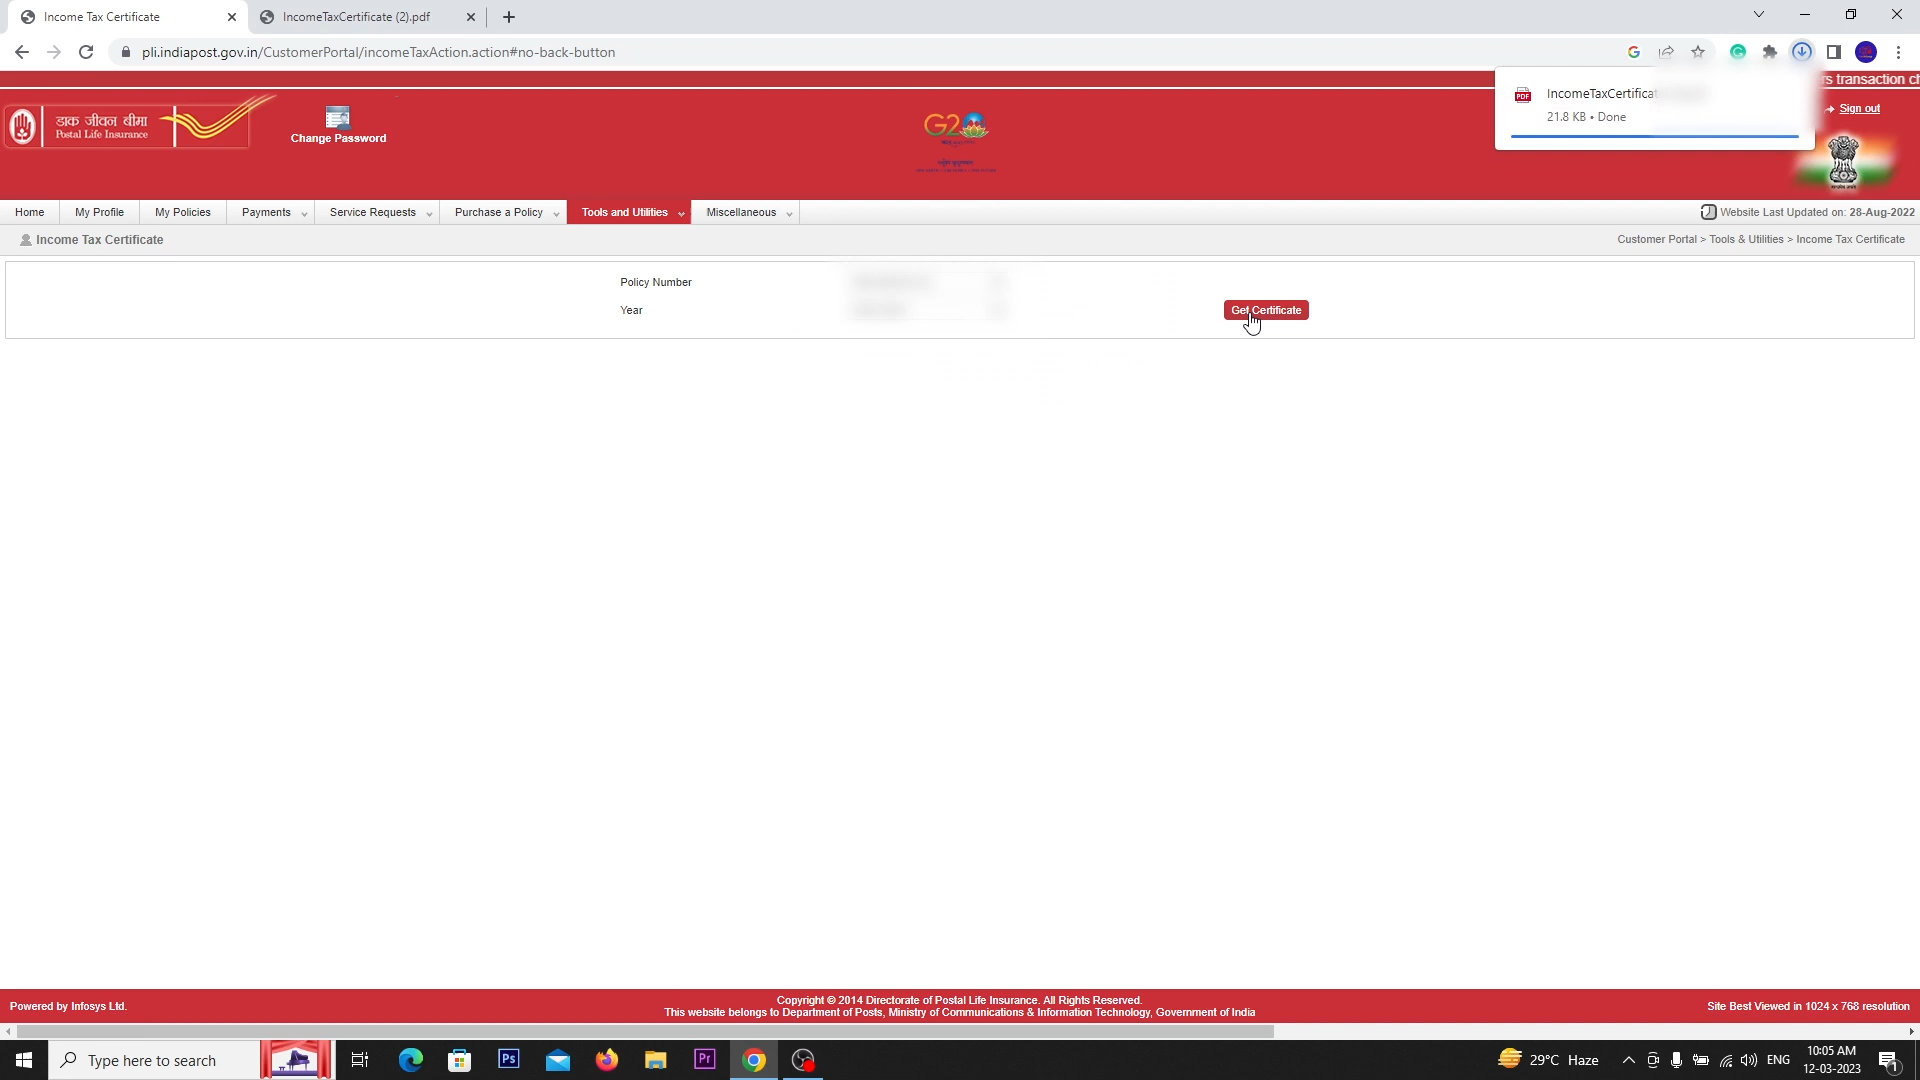 Income Tax Certificate
IncomeTaxCertificate (2).pdf
pli.indiapost.gov.in/CustomerPortal/incomeTaxAction.action#no-back-button
rs transaction ch
IncomeTaxCertificat
21.8 KB • Done
Sign out
डाक जीवन बीमा
Postal Life Insurance
Change Password
G20
Home
My Profile
My Policies
Payments
Service Requests
Purchase a Policy
Tools and Utilities
Miscellaneous
Website Last Updated on: 28-Aug-2022
Income Tax Certificate
Customer Portal > Tools & Utilities > Income Tax Certificate
Policy Number
Year
Get Certificate
Powered by Infosys Ltd.
Copyright © 2014 Directorate of Postal Life Insurance. All Rights Reserved.
This website belongs to Department of Posts, Ministry of Communications & Information Technology, Government of India
Site Best Viewed in 1024 x 768 resolution
Type here to search
Ps
Pr
29°C Haze
ENG
10:05 AM
12-03-2023
1